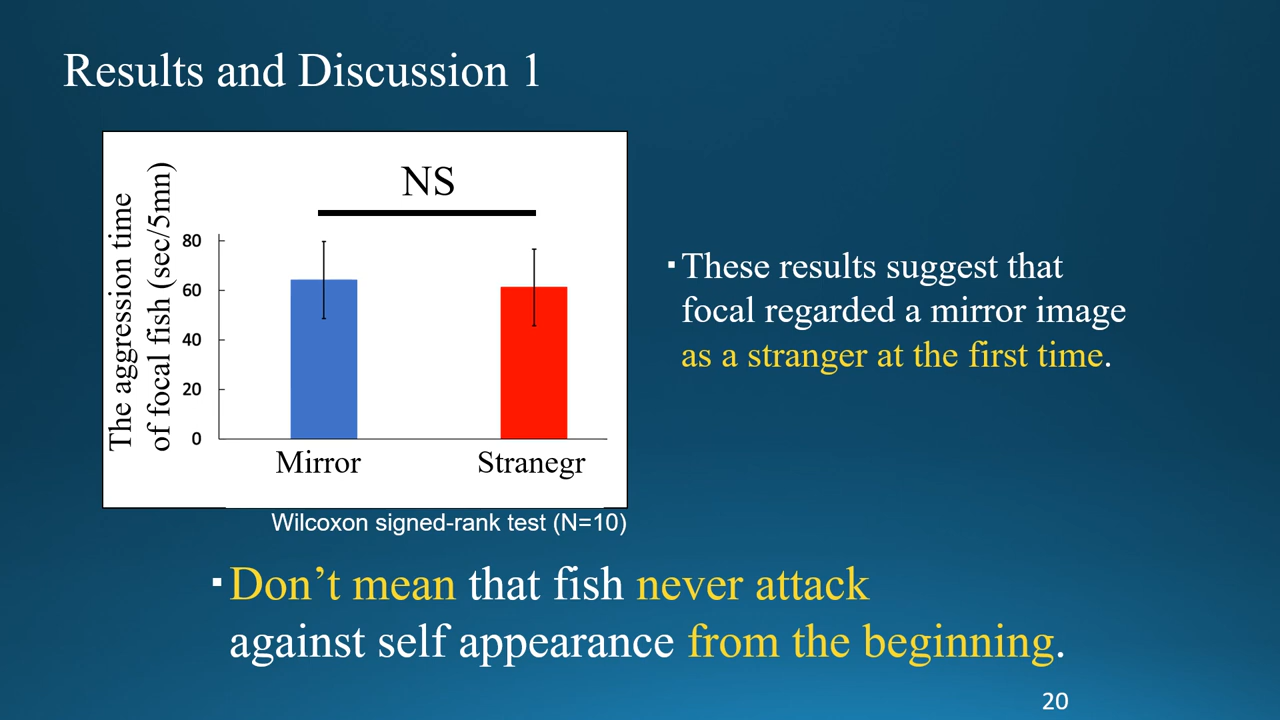 Results and Discussion 1
The aggression time
of focal fish (sec/5mn)
NS
80
60
40
20
0
Mirror
Stranegr
Wilcoxon signed-rank test (N=10)
▪These results suggest that
focal regarded a mirror image
as a stranger at the first time.
▪Don’t mean that fish never attack
against self appearance from the beginning.
20